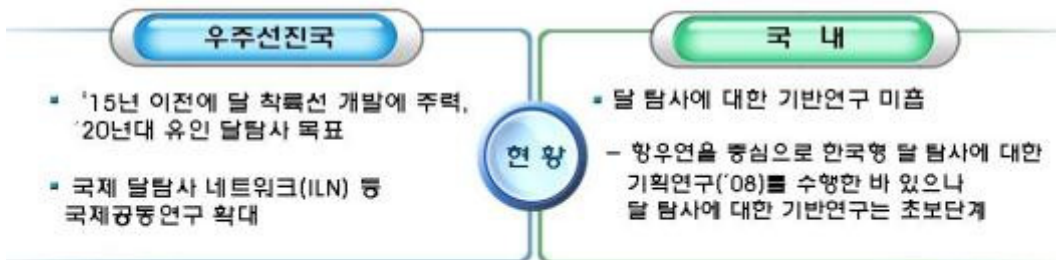 우주선진국
▪ '15년 이전에 달 착륙선 개발에 주력,
'20년대 유인 달탐사 목표
▪ 국제 달탐사 네트워크(ILN) 등
국제공동연구 확대
현황
국 내
▪ 달 탐사에 대한 기반연구 미흡
– 항우연을 중심으로 한국형 달 탐사에 대한
기획연구('08)를 수행한 바 있으나
달 탐사에 대한 기반연구는 초보단계